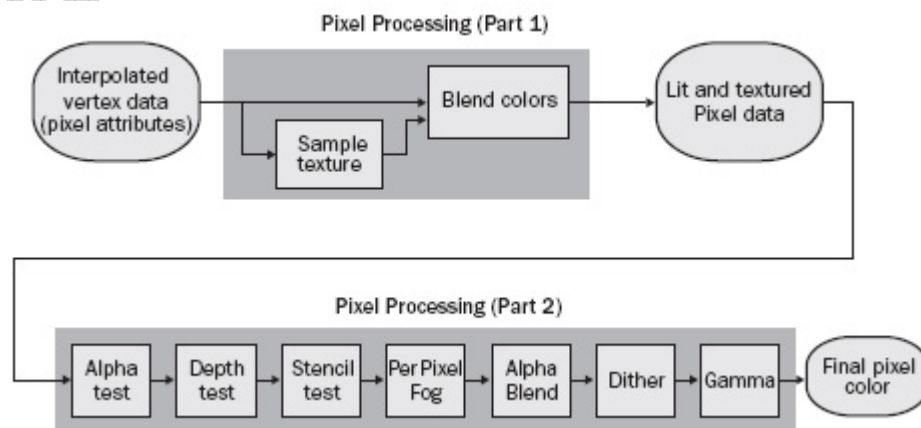 Pixel Processing (Part 1)
Interpolated
vertex data
(pixel attributes)
Sample
texture
Blend colors
Lit and textured
Pixel data
Pixel Processing (Part 2)
Alpha
test
Depth
test
Stencil
test
Per Pixel
Fog
Alpha
Blend
Dither
Gamma
Final pixel
color